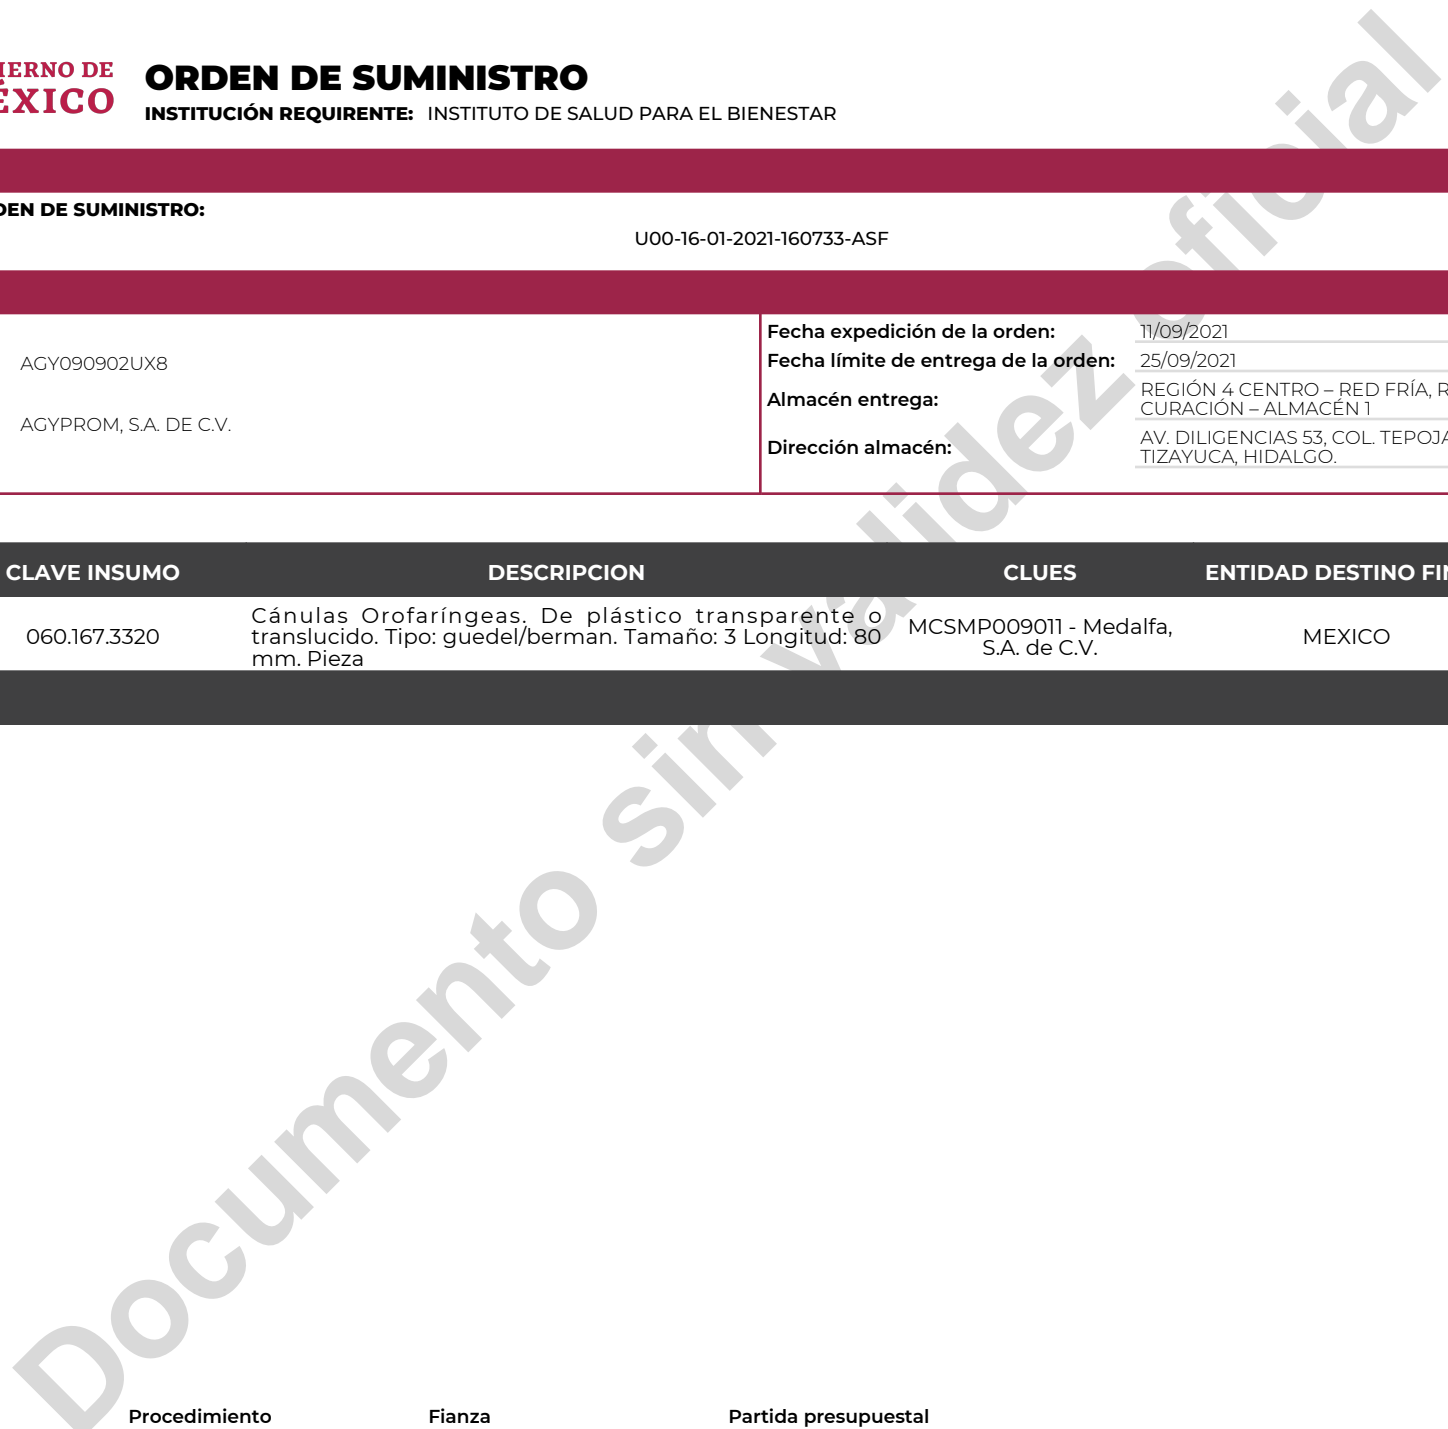 IERNO DE
ÉXICO
ORDEN DE SUMINISTRO
INSTITUCIÓN REQUIRENTE: INSTITUTO DE SALUD PARA EL BIENESTAR
DEN DE SUMINISTRO:
U00-16-01-2021-160733-ASF
AGY090902UX8
AGYPROM, S.A. DE C.V.
Fecha expedición de la orden: 11/09/2021
Fecha límite de entrega de la orden: 25/09/2021
Almacén entrega: REGIÓN 4 CENTRO – RED FRÍA, R
CURACIÓN – ALMACÉN 1
Dirección almacén: AV. DILIGENCIAS 53, COL. TEPOJA
TIZAYUCA, HIDALGO.
CLAVE INSUMO DESCRIPCION CLUES ENTIDAD DESTINO FIN
060.167.3320
Cánulas Orofaríngeas. De plástico transparente o
translucido. Tipo: guedel/berman. Tamaño: 3 Longitud: 80
mm. Pieza
MCSMP009011 - Medalfa,
S.A. de C.V.
MEXICO
Documento sin validez oficial
Procedimiento Fianza Partida presupuestal